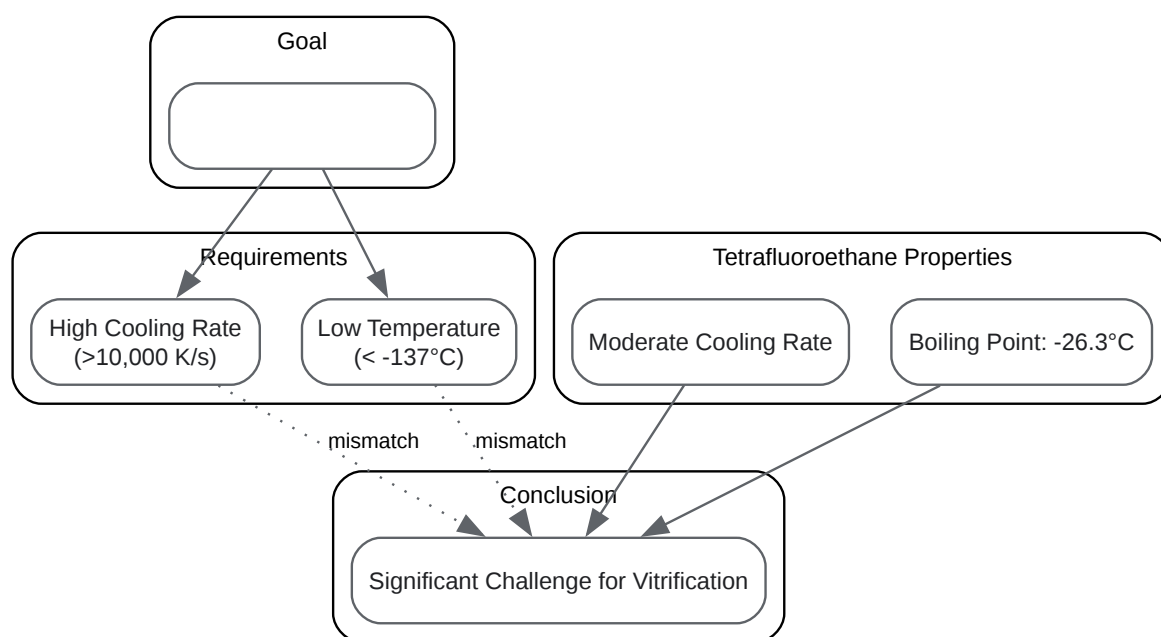 Goal
Requirements
High Cooling Rate
(>10,000 K/s)
Low Temperature
(< -137°C)
Tetrafluoroethane Properties
Moderate Cooling Rate
Boiling Point: -26.3°C
mismatch
mismatch
Conclusion
Significant Challenge for Vitrification